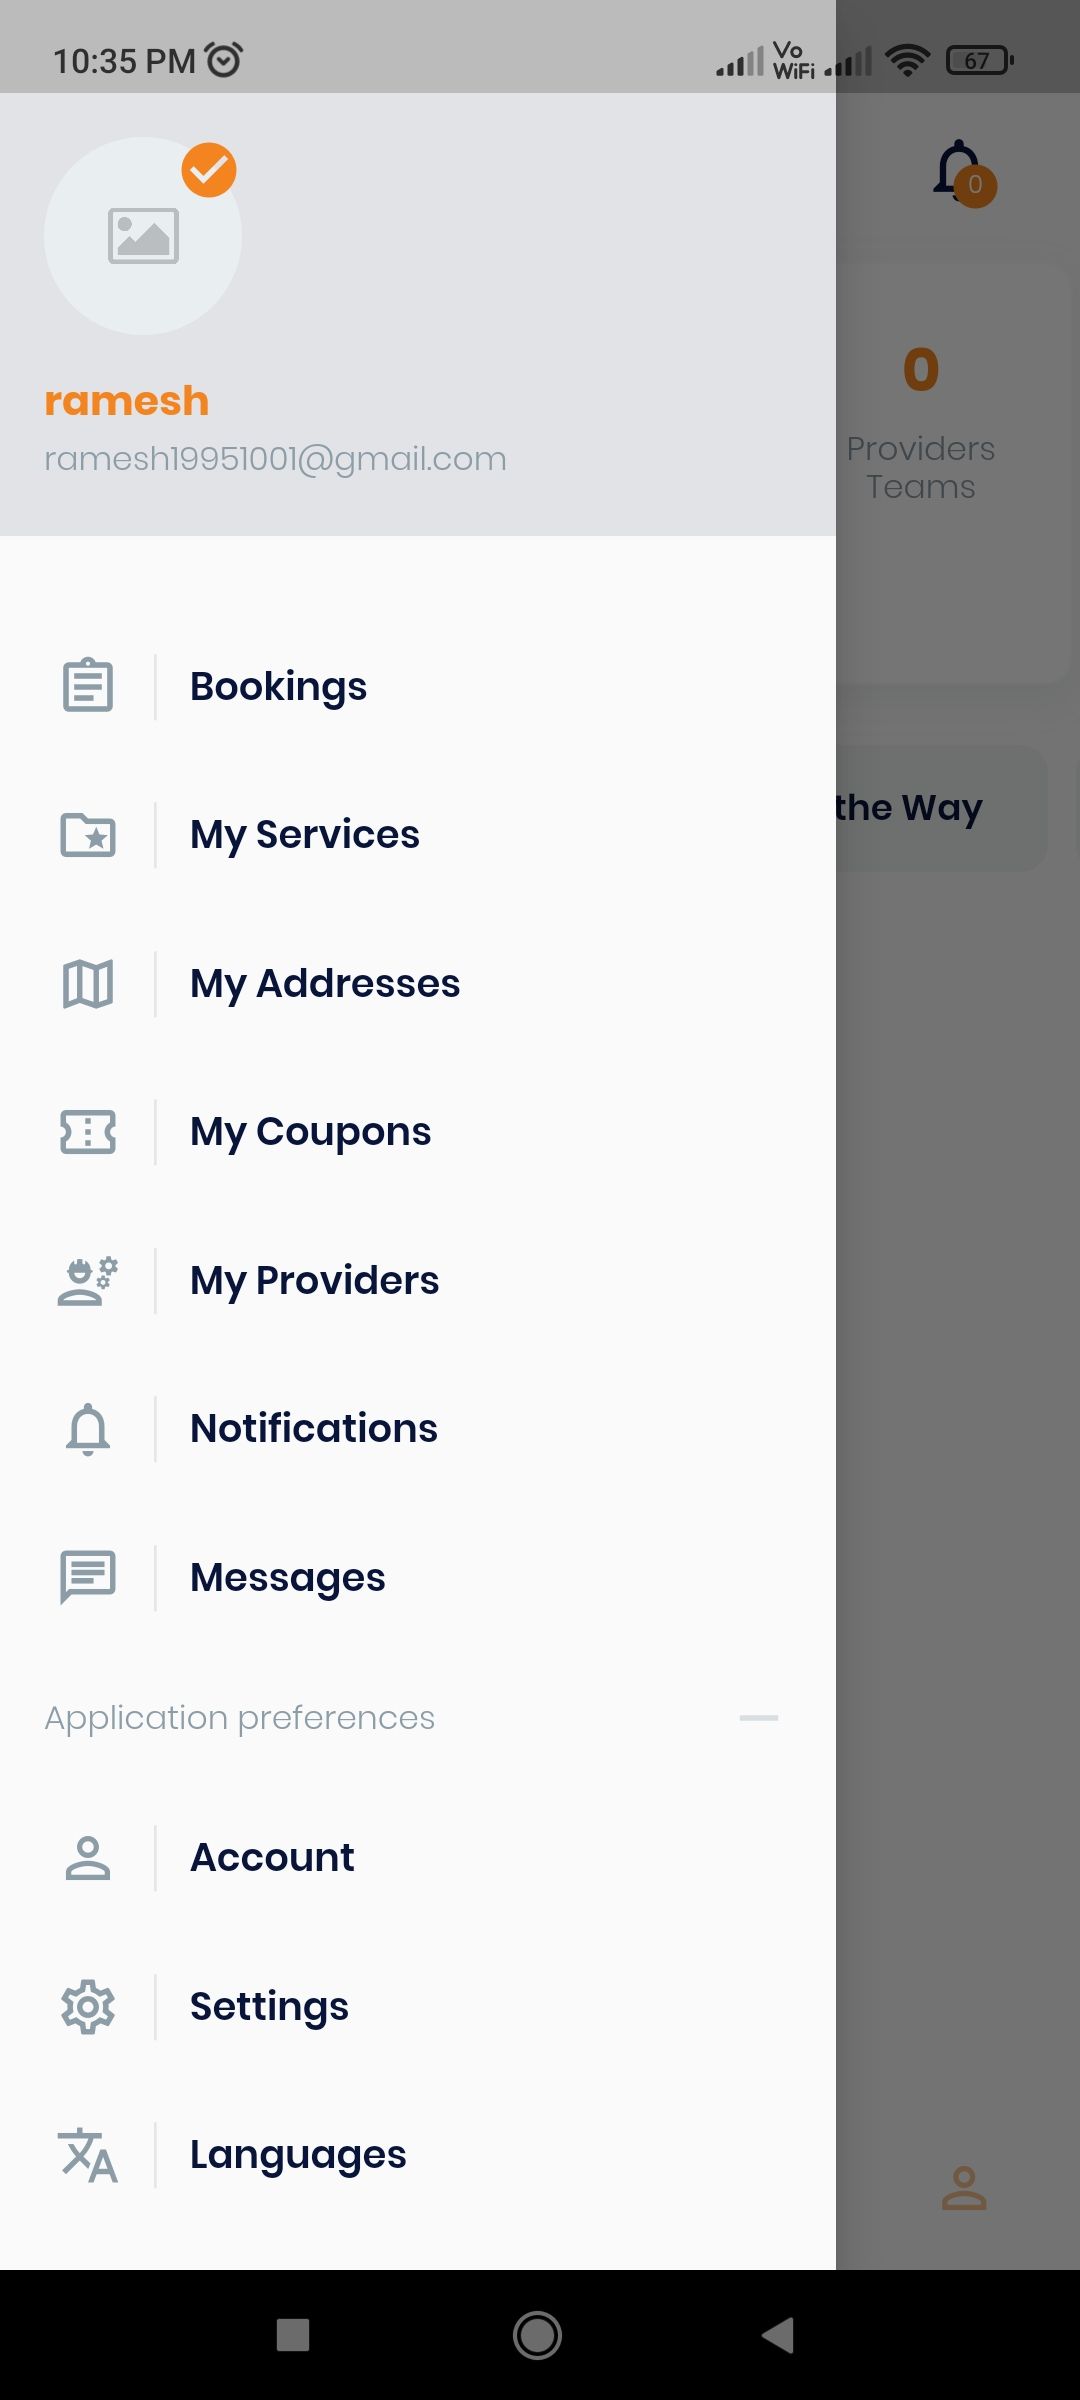 10:35 PM
Vo
WiFi
67
0
ramesh
ramesh19951001@gmail.com
0
Providers
Teams
Bookings
the Way
My Services
My Addresses
My Coupons
My Providers
Notifications
Messages
Application preferences
Account
Settings
Languages